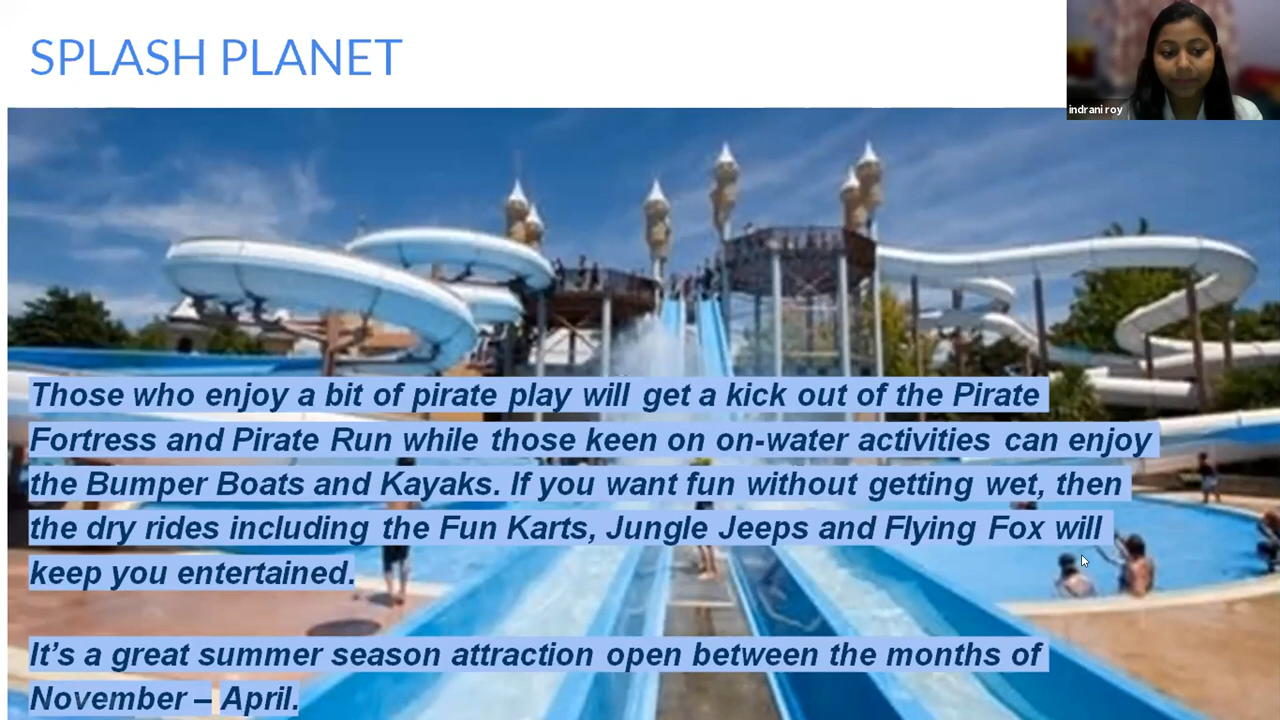 SPLASH PLANET
indrani roy
Those who enjoy a bit of pirate play will get a kick out of the Pirate
Fortress and Pirate Run while those keen on on-water activities can enjoy
the Bumper Boats and Kayaks. If you want fun without getting wet, then
the dry rides including the Fun Karts, Jungle Jeeps and Flying Fox will
keep you entertained.
It's a great summer season attraction open between the months of
November – April.